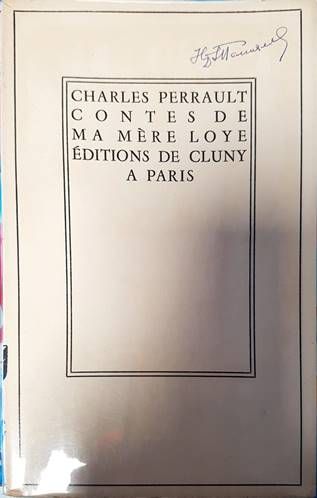 CHARLES PERRAULT
CONTES DE
MA MÈRE LOYE
ÉDITIONS DE CLUNY
A PARIS